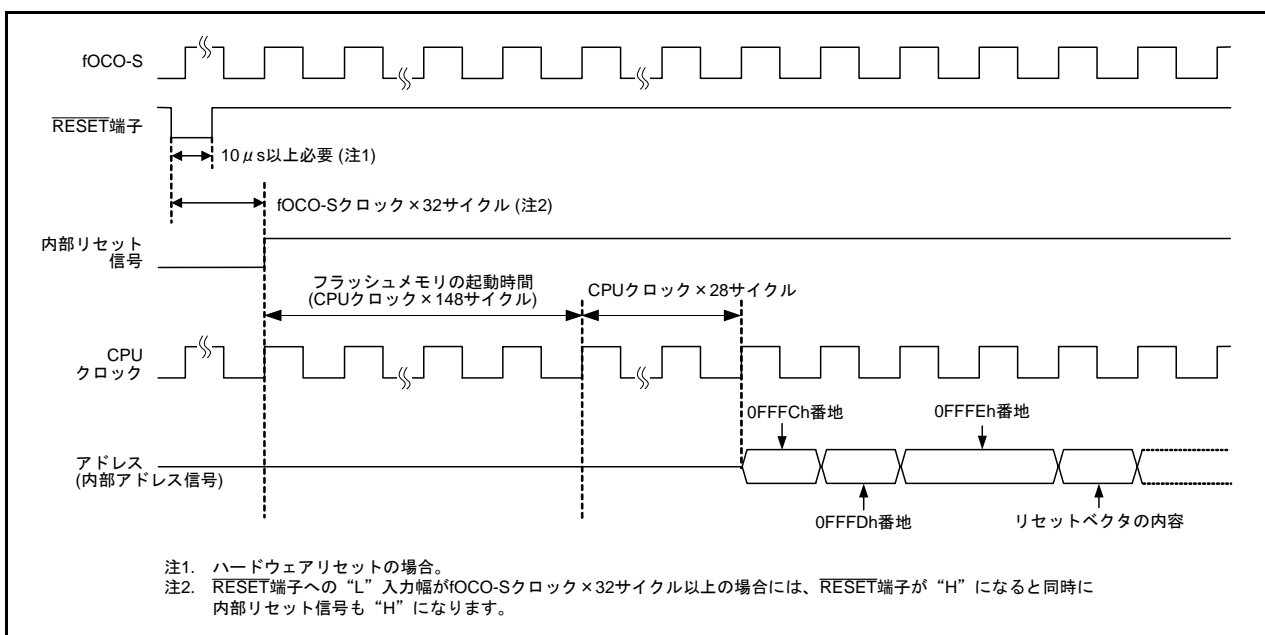 fOCO-S
RESET端子
10μs以上必要 (注1)
fOCO-Sクロック×32サイクル (注2)
内部リセット
信号
フラッシュメモリの起動時間
(CPUクロック×148サイクル)
CPUクロック×28サイクル
CPU
クロック
0FFFCh番地
0FFFEh番地
アドレス
(内部アドレス信号)
0FFFDh番地
リセットベクタの内容
注1. ハードウェアリセットの場合。
注2. RESET端子への“L”入力幅がfOCO-Sクロック×32サイクル以上の場合には、RESET端子が“H”になると同時に
内部リセット信号も“H”になります。